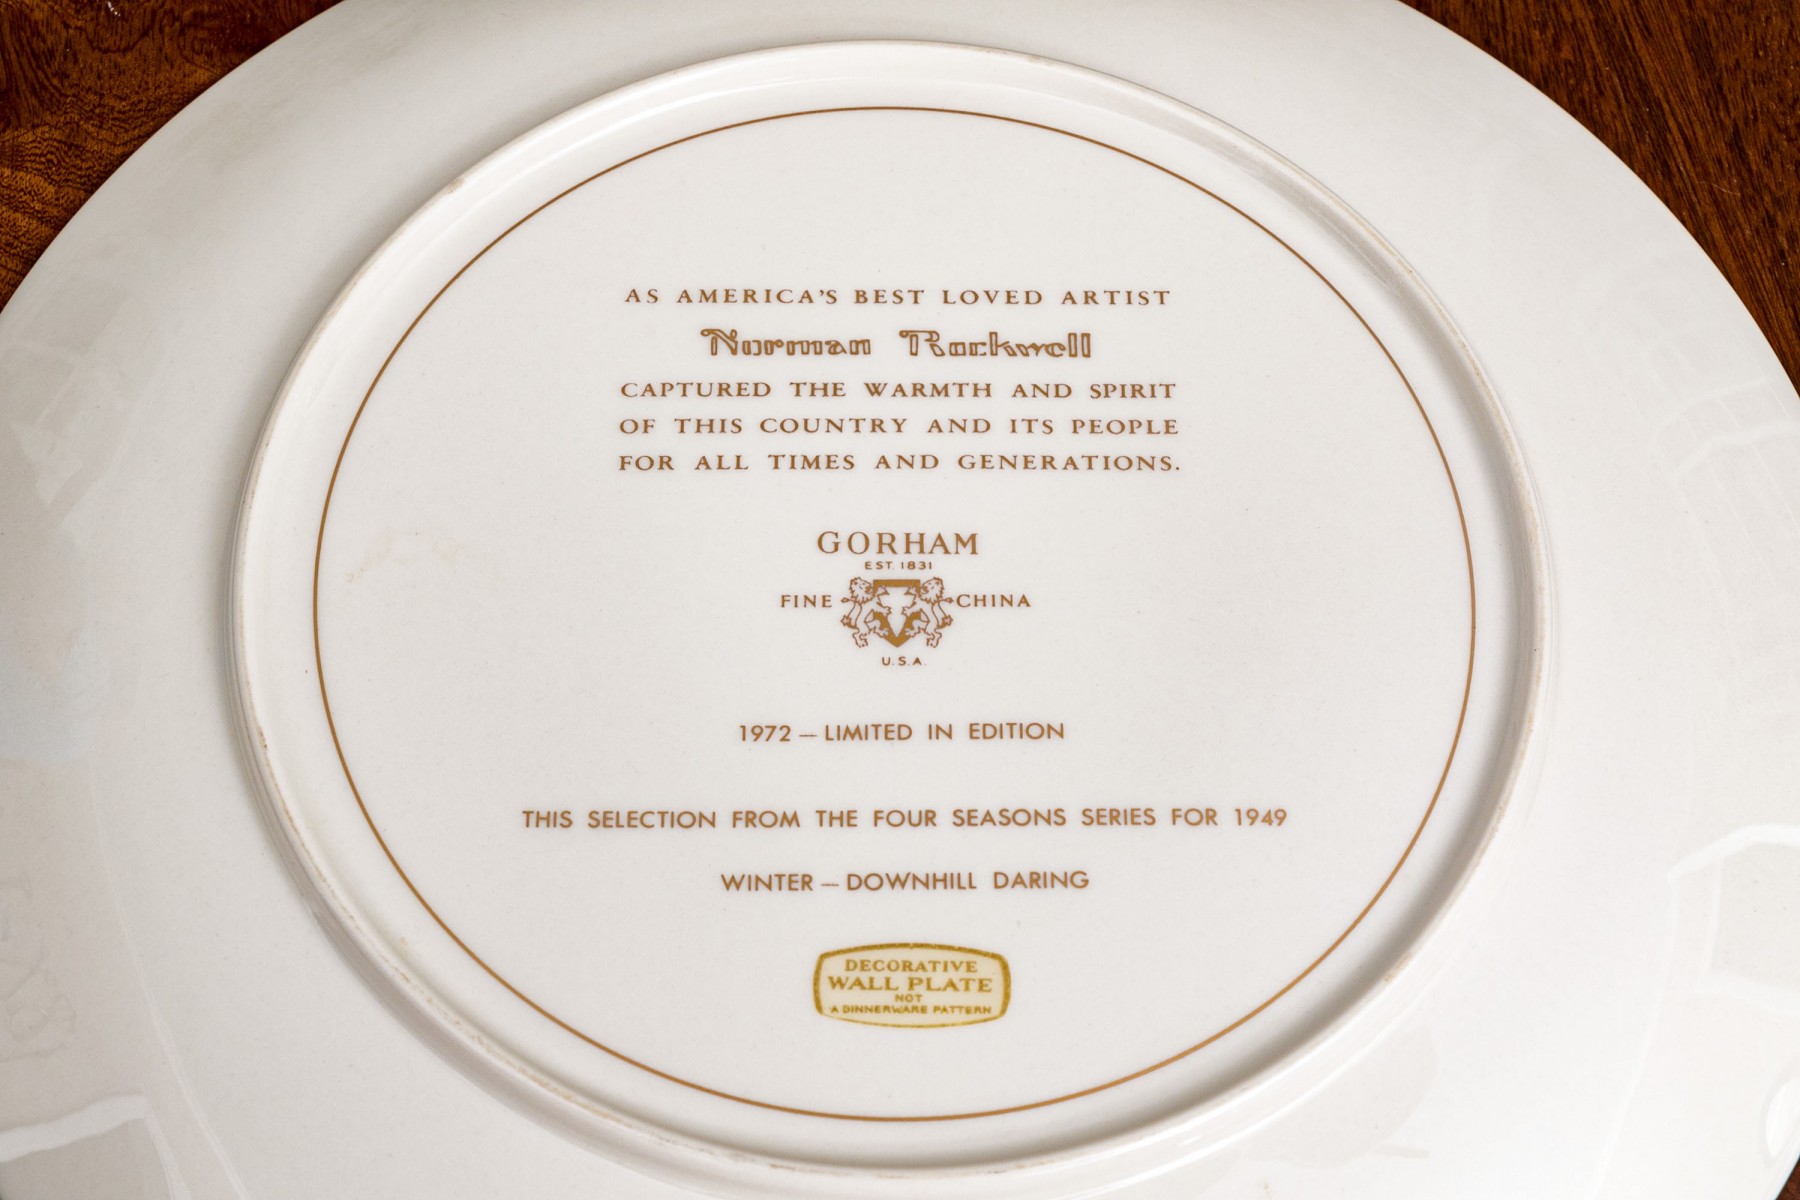 AS AMERICA'S BEST LOVED ARTIST
Norman Rockwell
CAPTURED THE WARMTH AND SPIRIT
OF THIS COUNTRY AND ITS PEOPLE
FOR ALL TIMES AND GENERATIONS.
GORHAM
EST. 1831
FINE CHINA
U.S.A.
1972 — LIMITED IN EDITION
THIS SELECTION FROM THE FOUR SEASONS SERIES FOR 1949
WINTER — DOWNHILL DARING
DECORATIVE
WALL PLATE
NOT
A DINNERWARE PATTERN